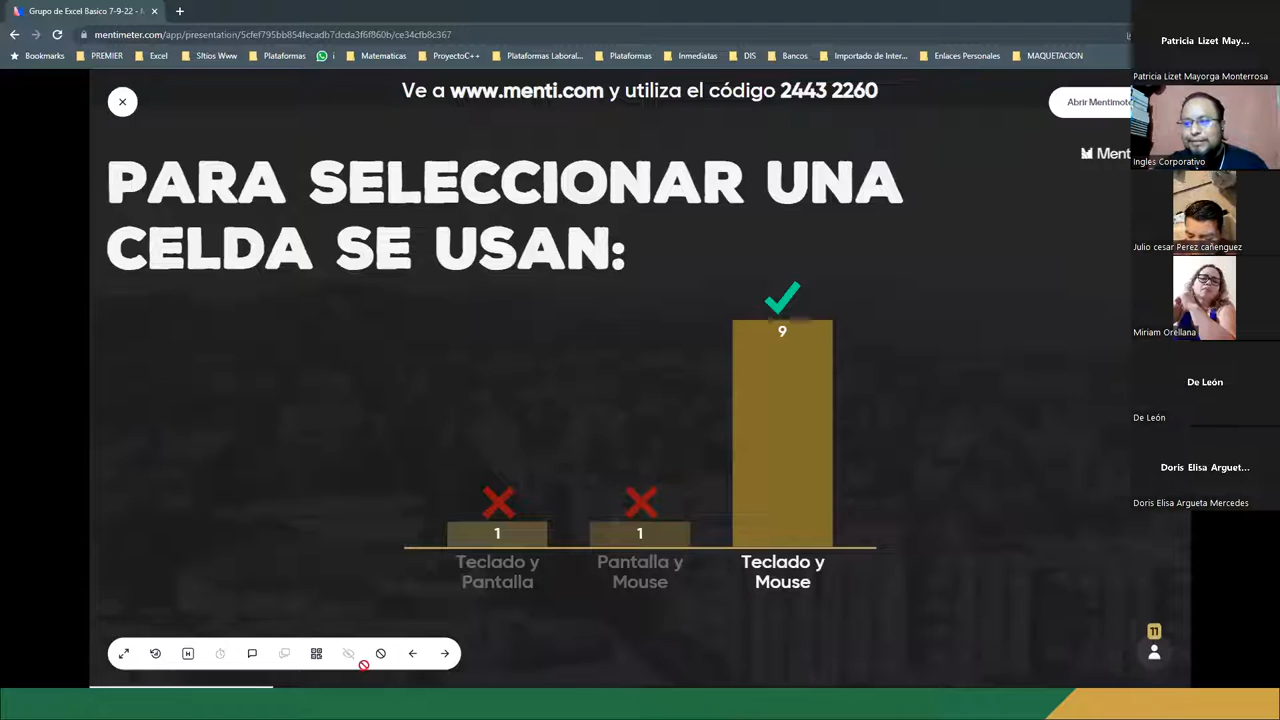 Grupo de Excel Basico 7-9-22 -
mentimeter.com/app/presentation/5cfef795bb854fecadb7dcda3f6f860b/ce34cfb8c367
Bookmarks
PREMIER
Excel
Sitios Www
Plataformas
i
Matematicas
ProyectoC++
Plataformas Laboral...
Plataformas
Inmediatas
DIS
Bancos
Importado de Inter...
Enlaces Personales
MAQUETACION
Ve a www.menti.com y utiliza el código 2443 2260
Abrir Mentimete
Ment
PARA SELECCIONAR UNA
CELDA SE USAN:
9
1
1
Teclado y
Pantalla
Pantalla y
Mouse
Teclado y
Mouse
11
Patricia Lizet May...
Patricia Lizet Mayorga Monterrosa
Ingles Corporativo
Julio cesar Perez cañenguez
Miriam Orellana
De León
De León
Doris Elisa Arguet...
Doris Elisa Argueta Mercedes